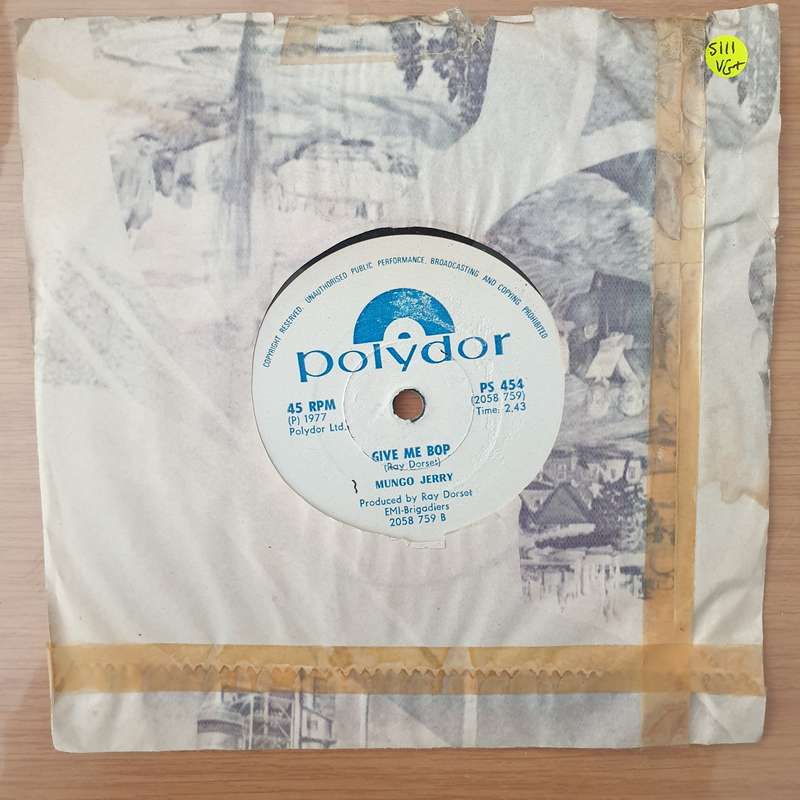 S111
VG+
COPYRIGHT RESERVED, UNAUTHORISED PUBLIC PERFORMANCE, BROADCASTING AND COPYING PROHIBITED
polydor
45 RPM
(P) 1977
Polydor Ltd.
PS 454
(2058 759)
Time: 2.43
GIVE ME BOP
(Ray Dorset)
MUNGO JERRY
Produced by Ray Dorset
EMI-Brigadiers
2058 759 B